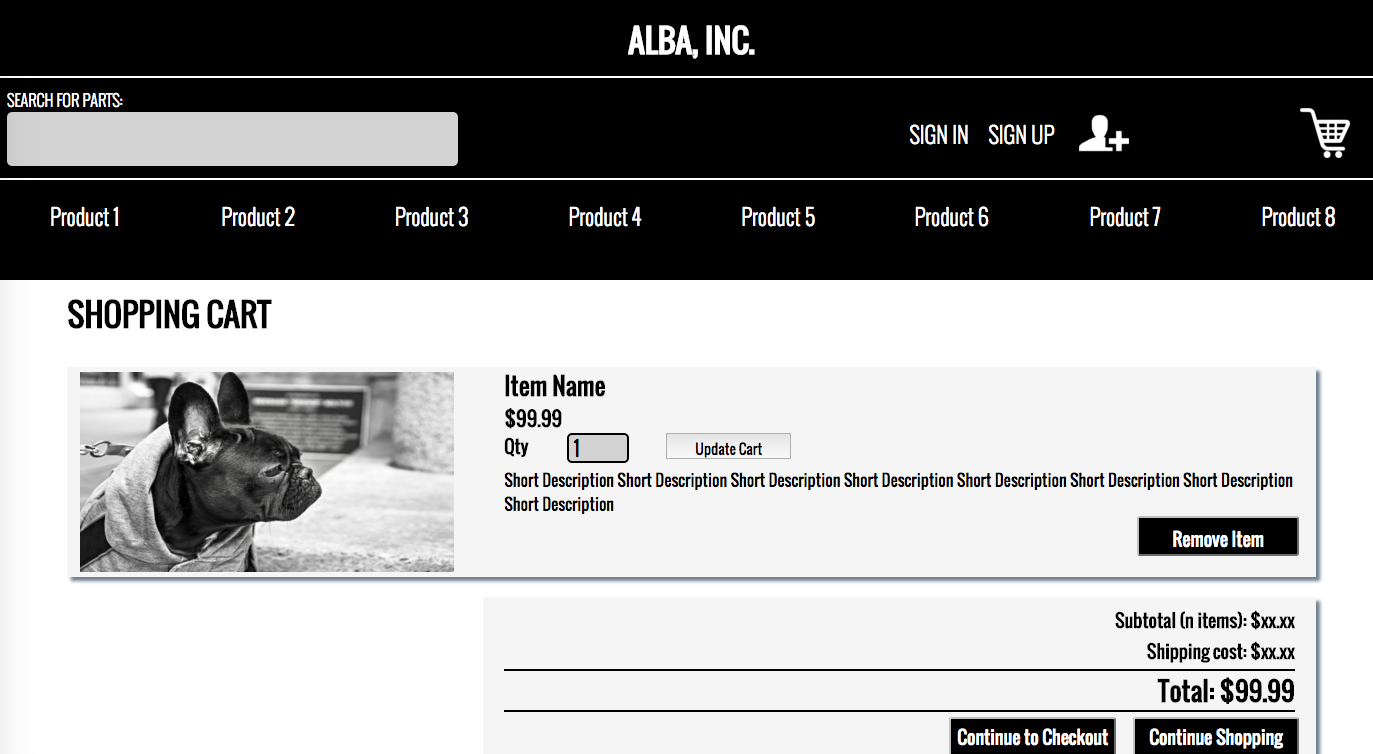 ALBA, INC.
SEARCH FOR PARTS:
SIGN IN SIGN UP
Product 1 Product 2 Product 3 Product 4 Product 5 Product 6 Product 7 Product 8
SHOPPING CART
Item Name
$99.99
Qty 1 Update Cart
Short Description Short Description Short Description Short Description Short Description Short Description Short Description
Short Description
Remove Item
Subtotal (n items): $xx.xx
Shipping cost: $xx.xx
Total: $99.99
Continue to Checkout Continue Shopping